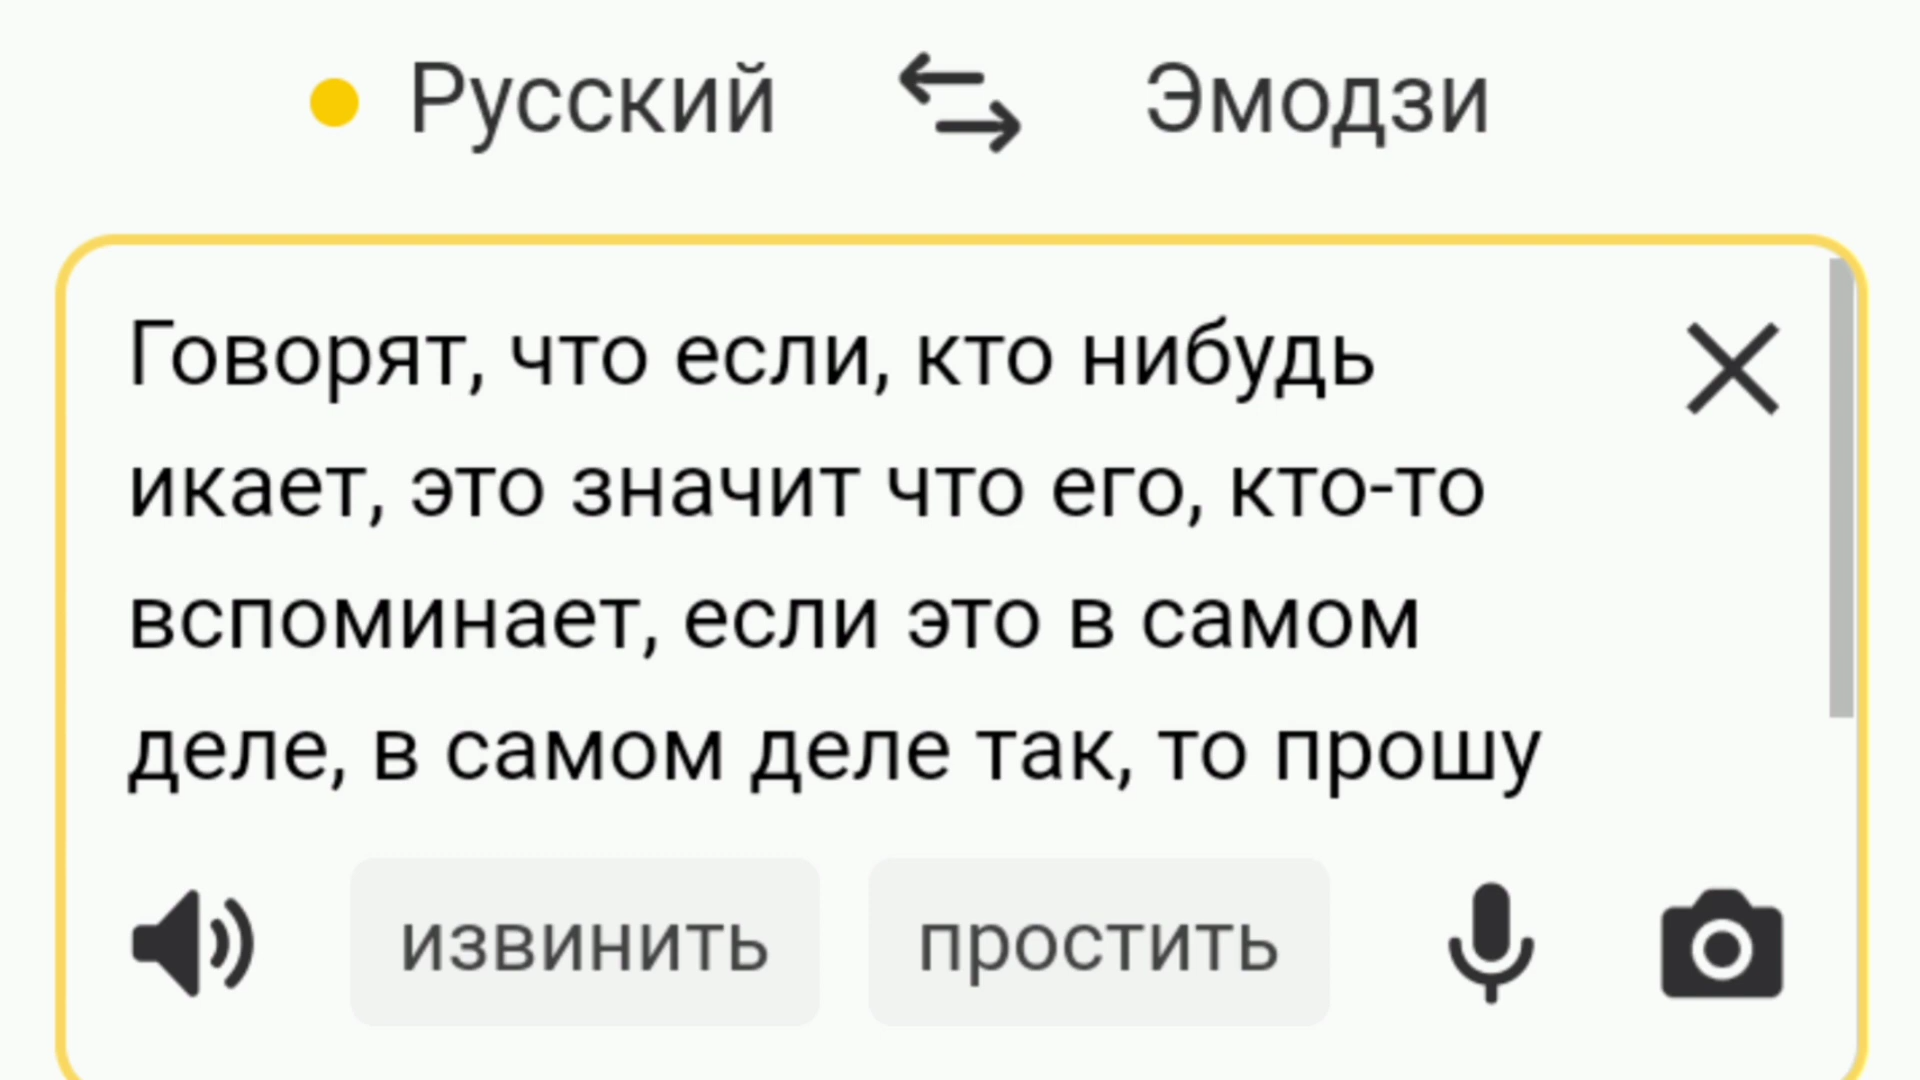 Русский Эмодзи
Говорят, что если, кто нибудь
икает, это значит что его, кто-то
вспоминает, если это в самом
деле, в самом деле так, то прошу
извинить простить